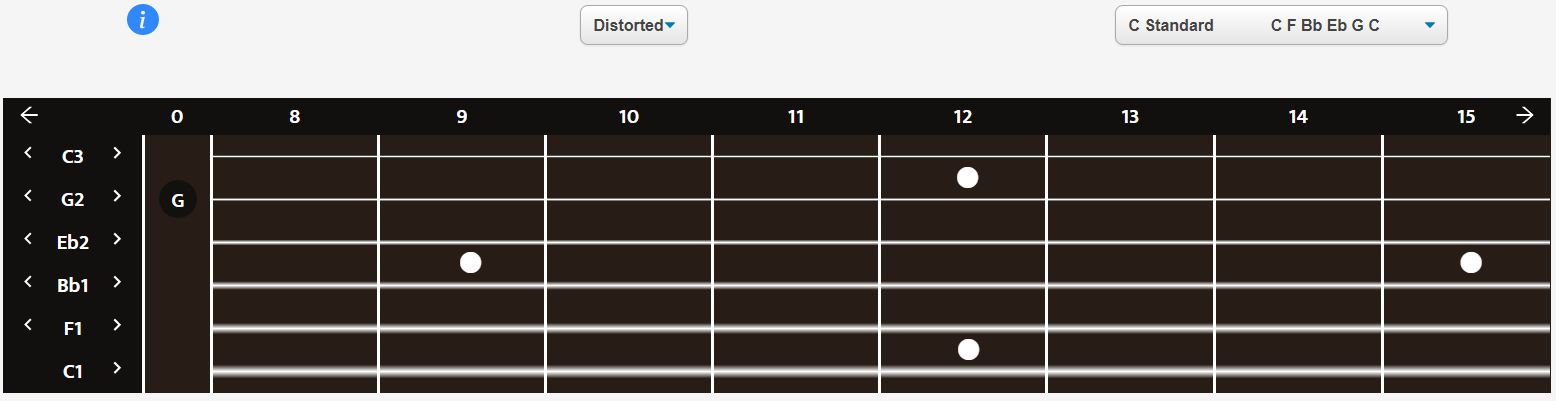 i Distorted C Standard C F Bb Eb G C
0 8 9 10 11 12 13 14 15
C3
G2 G
Eb2
Bb1
F1
C1